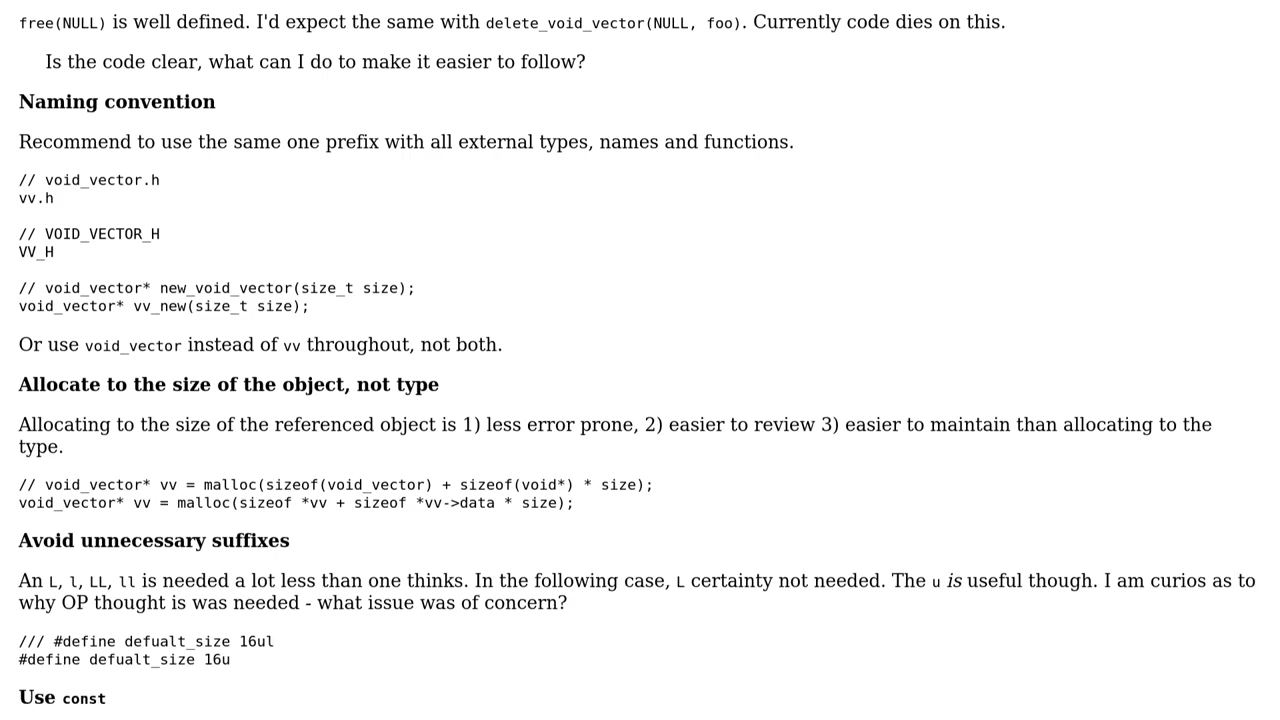 free(NULL) is well defined. I'd expect the same with delete_void_vector(NULL, foo). Currently code dies on this.
Is the code clear, what can I do to make it easier to follow?
Naming convention
Recommend to use the same one prefix with all external types, names and functions.
// void_vector.h
vv.h
// VOID_VECTOR_H
VV_H
// void_vector* new_void_vector(size_t size);
void_vector* vv_new(size_t size);
Or use void_vector instead of vv throughout, not both.
Allocate to the size of the object, not type
Allocating to the size of the referenced object is 1) less error prone, 2) easier to review 3) easier to maintain than allocating to the
type.
// void_vector* vv = malloc(sizeof(void_vector) + sizeof(void*) * size);
void_vector* vv = malloc(sizeof *vv + sizeof *vv->data * size);
Avoid unnecessary suffixes
An L, l, LL, ll is needed a lot less than one thinks. In the following case, L certainty not needed. The u is useful though. I am curios as to
why OP thought is was needed - what issue was of concern?
/// #define defualt_size 16ul
#define defualt_size 16u
Use const